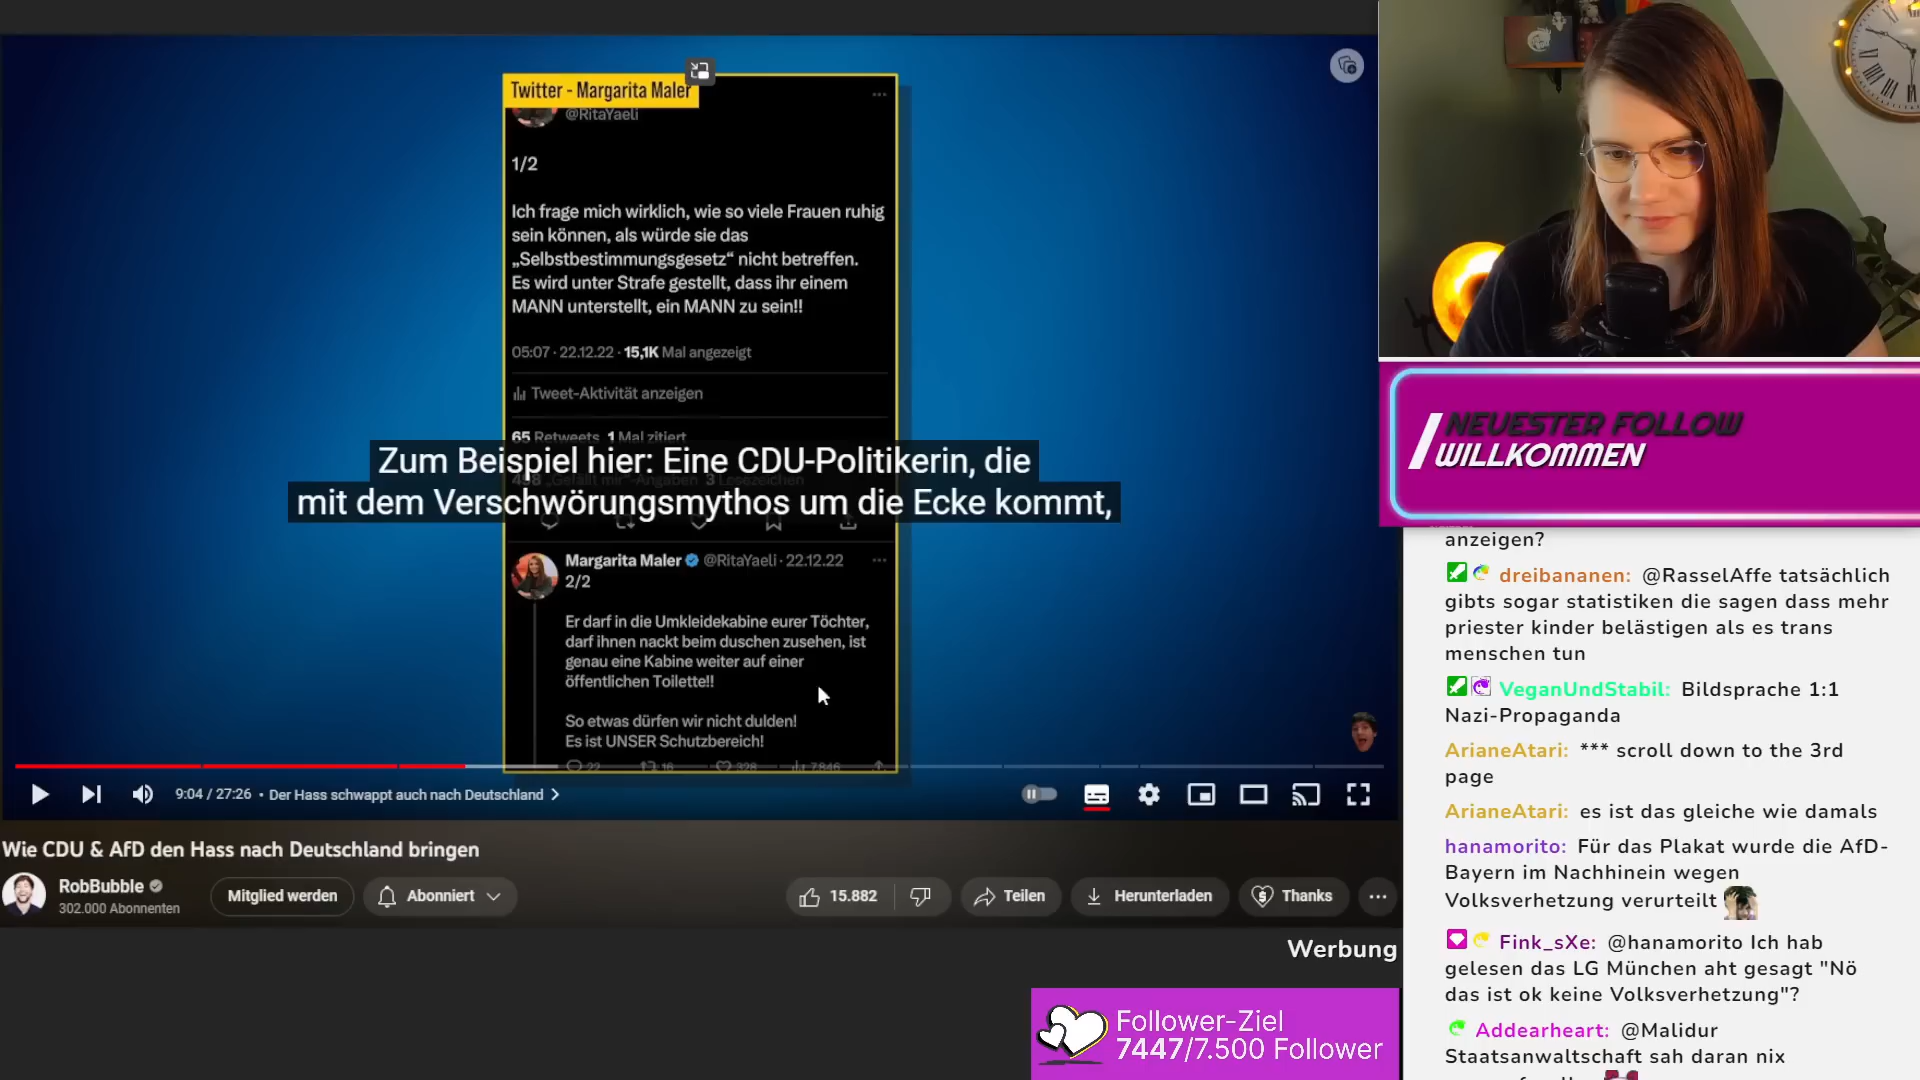 Twitter - Margarita Maler
@RitaYaeli
1/2
Ich frage mich wirklich, wie so viele Frauen ruhig
sein können, als würde sie das
„Selbstbestimmungsgesetz“ nicht betreffen.
Es wird unter Strafe gestellt, dass ihr einem
MANN unterstellt, ein MANN zu sein!!
05:07 · 22.12.22 · 15,1K Mal angezeigt
Tweet-Aktivität anzeigen
65 Retweets 1 Mal zitiert
Zum Beispiel hier: Eine CDU-Politikerin, die
498 „Gefällt mir“-Angaben 3 Lesezeichen
mit dem Verschwörungsmythos um die Ecke kommt,
Margarita Maler @RitaYaeli · 22.12.22
2/2
Er darf in die Umkleidekabine eurer Töchter,
darf ihnen nackt beim duschen zusehen, ist
genau eine Kabine weiter auf einer
öffentlichen Toilette!!
So etwas dürfen wir nicht dulden!
Es ist UNSER Schutzbereich!
22 16 328 7.846
9:04 / 27:26 • Der Hass schwappt auch nach Deutschland
Wie CDU & AfD den Hass nach Deutschland bringen
RobBubble
302.000 Abonnenten
Mitglied werden
Abonniert
15.882
Teilen
Herunterladen
Thanks
Werbung
Follower-Ziel
7447/7.500 Follower
NEUESTER FOLLOW
WILLKOMMEN
anzeigen?
dreibananen: @RasselAffe tatsächlich
gibts sogar statistiken die sagen dass mehr
priester kinder belästigen als es trans
menschen tun
VeganUndStabil: Bildsprache 1:1
Nazi-Propaganda
ArianeAtari: *** scroll down to the 3rd
page
ArianeAtari: es ist das gleiche wie damals
hanamorito: Für das Plakat wurde die AfD-
Bayern im Nachhinein wegen
Volksverhetzung verurteilt
Fink_sXe: @hanamorito Ich hab
gelesen das LG München aht gesagt "Nö
das ist ok keine Volksverhetzung"?
Addearheart: @Malidur
Staatsanwaltschaft sah daran nix